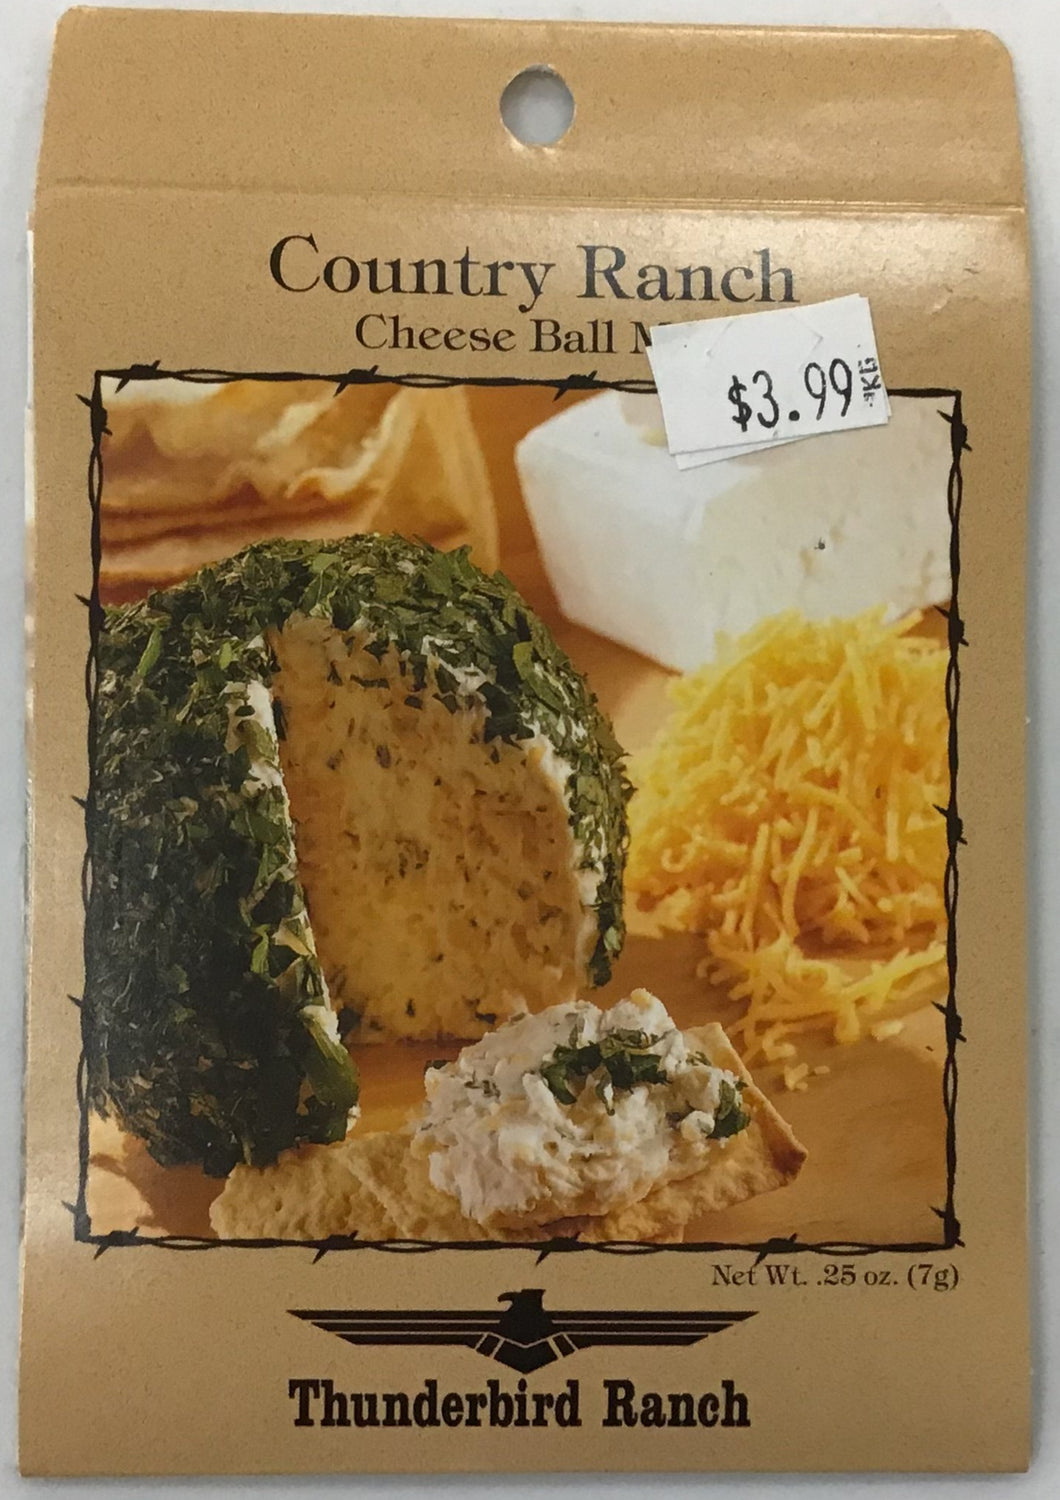 Country Ranch
Cheese Ball
$3.99
Net Wt. .25 oz. (7g)
Thunderbird Ranch